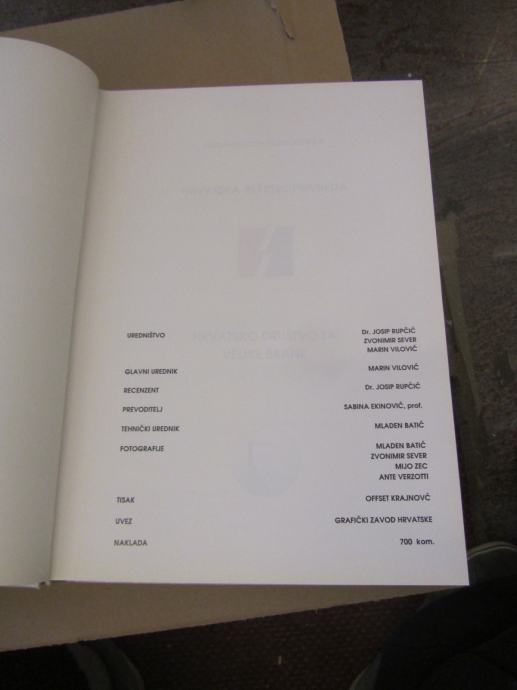 UREDNIŠTVO Dr. JOSIP RUPČIĆ
ZVONIMIR SEVER
MARIN VILOVIĆ
GLAVNI UREDNIK MARIN VILOVIĆ
RECENZENT Dr. JOSIP RUPČIĆ
PREVODITELJ SABINA EKINOVIĆ, prof.
TEHNIČKI UREDNIK MLADEN BATIĆ
FOTOGRAFIJE MLADEN BATIĆ
ZVONIMIR SEVER
MIJO ZEC
ANTE VERZOTTI
TISAK OFFSET KRAJNOVČ
UVEZ GRAFIČKI ZAVOD HRVATSKE
NAKLADA 700 kom.